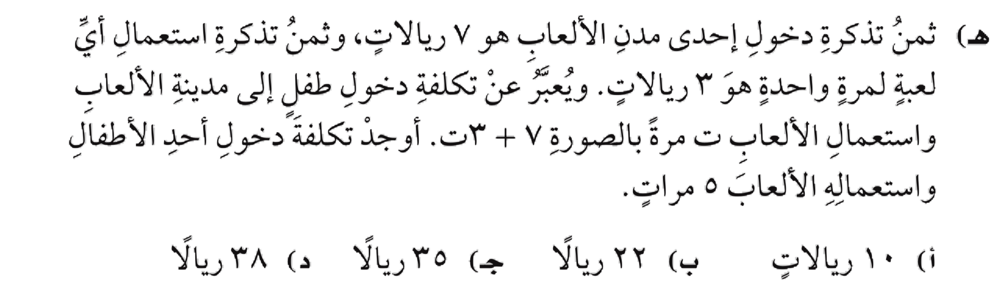 هـ) ثمنُ تذكرةِ دخولِ إحدى مدنِ الألعابِ هو ٧ ريالاتٍ، وثمنُ تذكرةِ استعمالِ أيِّ
لعبةٍ لمرةٍ واحدةٍ هوَ ٣ ريالاتٍ. ويُعبَّرُ عنْ تكلفةِ دخولِ طفلٍ إلى مدينةِ الألعابِ
واستعمالِ الألعابِ ت مرةً بالصورةِ ٧ + ٣ت. أوجدْ تكلفةَ دخولِ أحدِ الأطفالِ
واستعمالِهِ الألعابَ ٥ مراتٍ.
أ) ١٠ ريالاتٍ ب) ٢٢ ريالًا جـ) ٣٥ ريالًا د) ٣٨ ريالًا